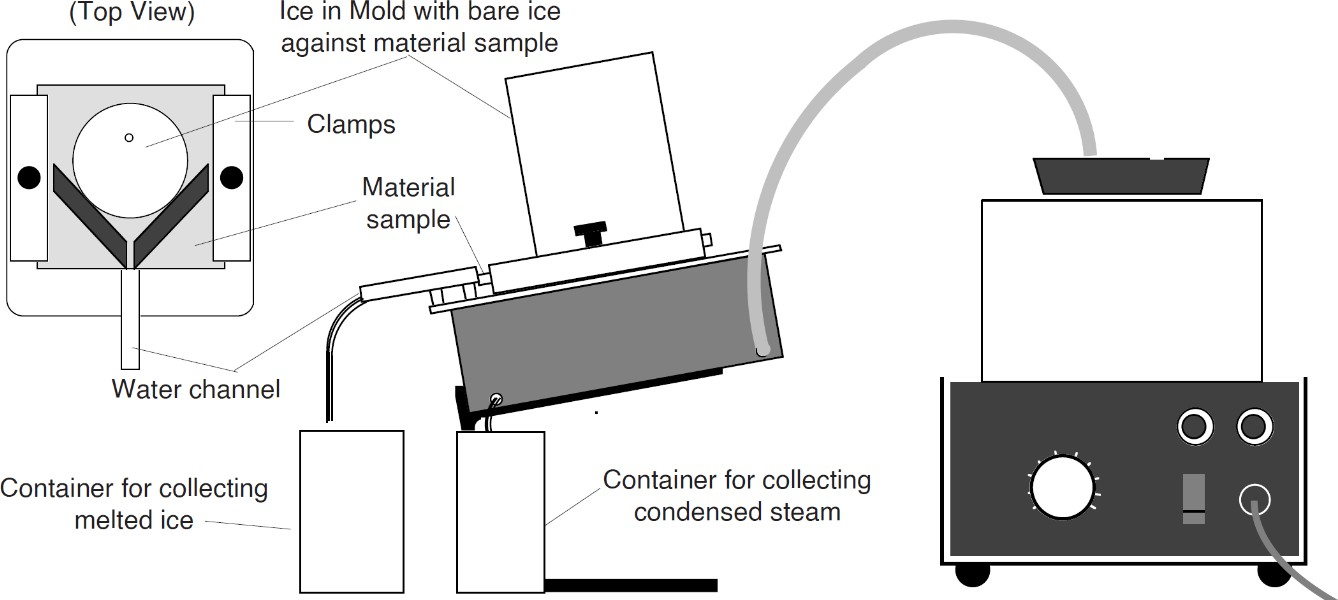 (Top View)
Ice in Mold with bare ice
against material sample
Clamps
Material
sample
Water channel
Container for collecting
melted ice
Container for collecting
condensed steam